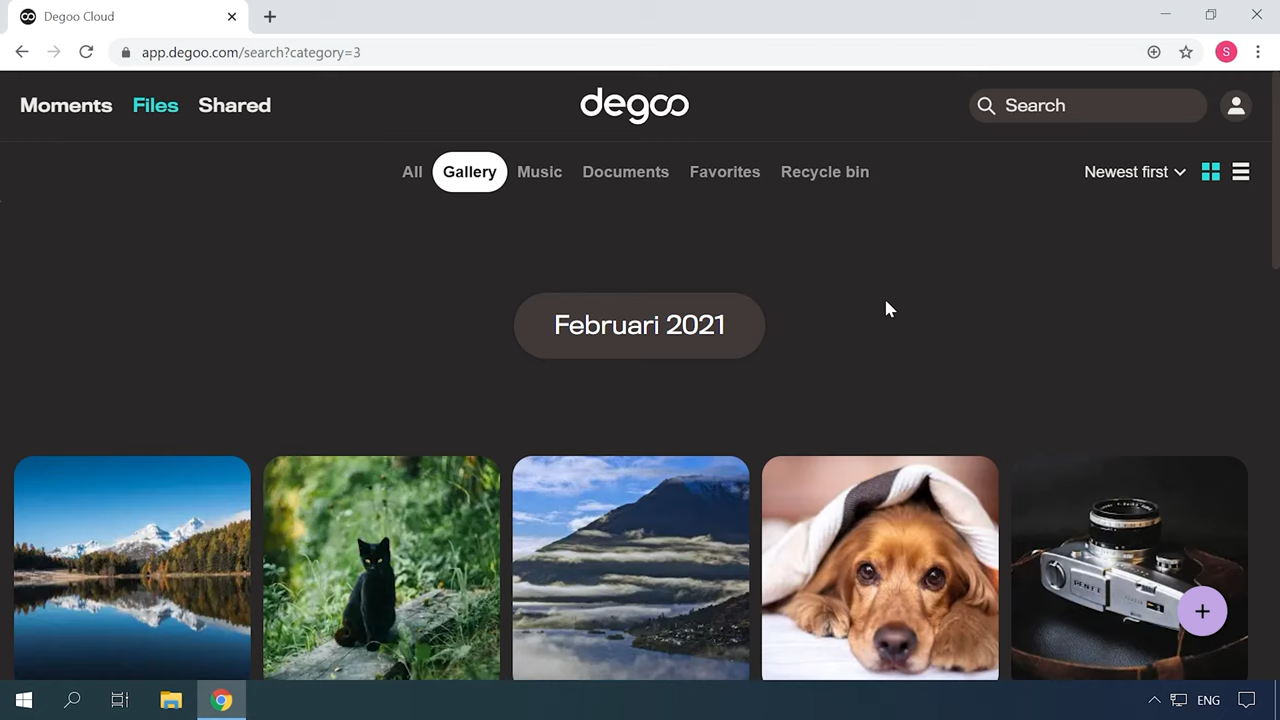 Degoo Cloud
app.degoo.com/search?category=3
S
Moments Files Shared
degoo
Search
All Gallery Music Documents Favorites Recycle bin
Newest first
Februari 2021
ENG